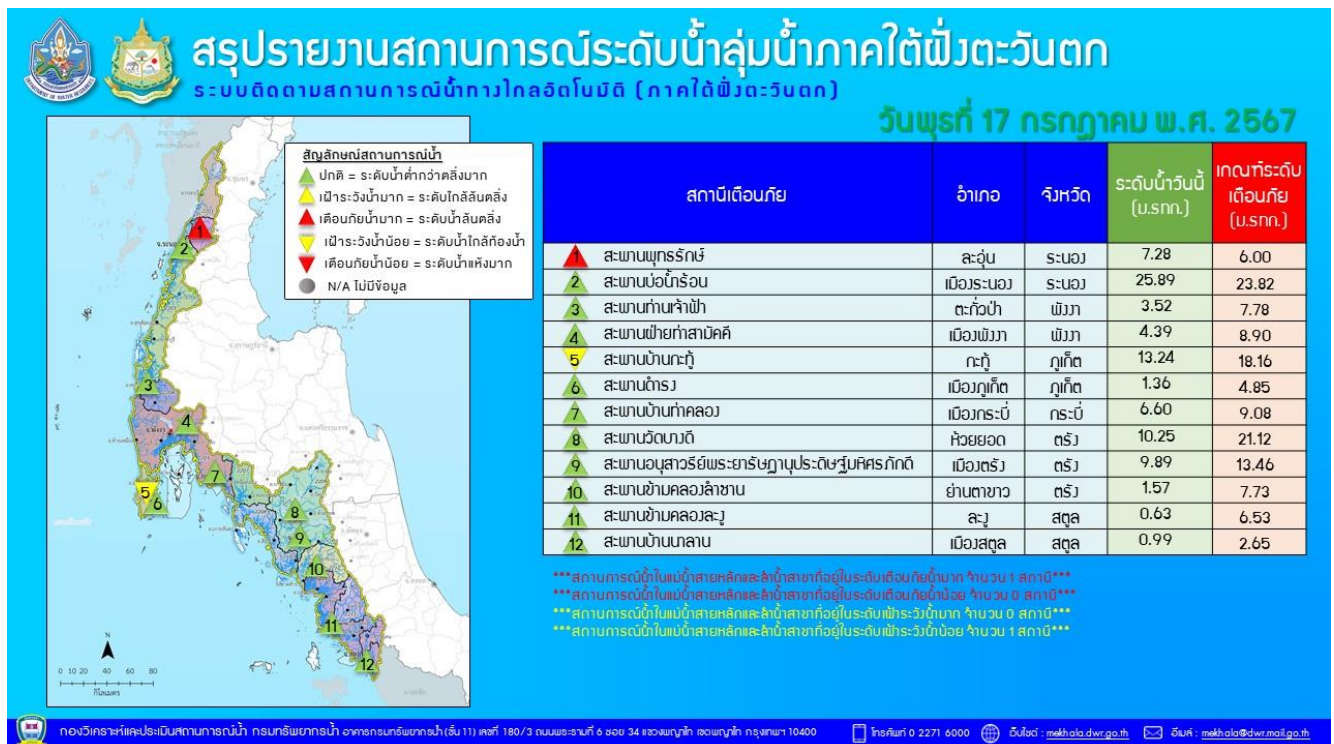 สรุปรายงานสถานการณ์ระดับน้ำลุ่มน้ำภาคใต้ฝั่งตะวันตก
ระบบติดตามสถานการณ์น้ำทางไกลอัตโนมัติ (ภาคใต้ฝั่งตะวันตก)
วันพุธที่ 17 กรกฎาคม พ.ศ. 2567
สัญลักษณ์สถานการณ์น้ำ
ปกติ = ระดับน้ำต่ำกว่าตลิ่งมาก
เฝ้าระวังน้ำมาก = ระดับใกล้ล้นตลิ่ง
เตือนภัยน้ำมาก = ระดับน้ำล้นตลิ่ง
เฝ้าระวังน้ำน้อย = ระดับน้ำใกล้ท้องน้ำ
เตือนภัยน้ำน้อย = ระดับน้ำแห้งมาก
N/A ไม่มีข้อมูล
1
2
3
4
5
6
7
8
9
10
11
12
N
0 10 20 40 60 80
กิโลเมตร
สถานีเตือนภัย อำเภอ จังหวัด ระดับน้ำวันนี้ (ม.รทก.) เกณฑ์ระดับเตือนภัย (ม.รทก.)
1 สะพานพุทธรักษ์ ละอุ่น ระนอง 7.28 6.00
2 สะพานบ่อน้ำร้อน เมืองระนอง ระนอง 25.89 23.82
3 สะพานท่านเจ้าฟ้า ตะกั่วป่า พังงา 3.52 7.78
4 สะพานฝ่ายท่าสามัคคี เมืองพังงา พังงา 4.39 8.90
5 สะพานบ้านกะทู้ กะทู้ ภูเก็ต 13.24 18.16
6 สะพานดำรง เมืองภูเก็ต ภูเก็ต 1.36 4.85
7 สะพานบ้านท่าคลอง เมืองกระบี่ กระบี่ 6.60 9.08
8 สะพานวัดบางดี ห้วยยอด ตรัง 10.25 21.12
9 สะพานอนุสาวรีย์พระยารัษฎานุประดิษฐ์มหิศรภักดี เมืองตรัง ตรัง 9.89 13.46
10 สะพานข้ามคลองลำชาน ย่านตาขาว ตรัง 1.57 7.73
11 สะพานข้ามคลองละงู ละงู สตูล 0.63 6.53
12 สะพานบ้านนาลาน เมืองสตูล สตูล 0.99 2.65
***สถานการณ์น้ำในแม่น้ำสายหลักและลำน้ำสาขาที่อยู่ในระดับเตือนภัยน้ำมาก จำนวน 1 สถานี***
***สถานการณ์น้ำในแม่น้ำสายหลักและลำน้ำสาขาที่อยู่ในระดับเตือนภัยน้ำน้อย จำนวน 0 สถานี***
***สถานการณ์น้ำในแม่น้ำสายหลักและลำน้ำสาขาที่อยู่ในระดับเฝ้าระวังน้ำมาก จำนวน 0 สถานี***
***สถานการณ์น้ำในแม่น้ำสายหลักและลำน้ำสาขาที่อยู่ในระดับเฝ้าระวังน้ำน้อย จำนวน 1 สถานี***
กองวิเคราะห์และประเมินสถานการณ์น้ำ กรมทรัพยากรน้ำ อาคารกรมทรัพยากรน้ำ (ชั้น 11) เลขที่ 180/3 ถนนพระรามที่ 6 ซอย 34 แขวงพญาไท เขตพญาไท กรุงเทพฯ 10400 โทรศัพท์ 0 2271 6000 เว็บไซต์ : mekhala.dwr.go.th อีเมล์ : mekhala@dwr.mail.go.th